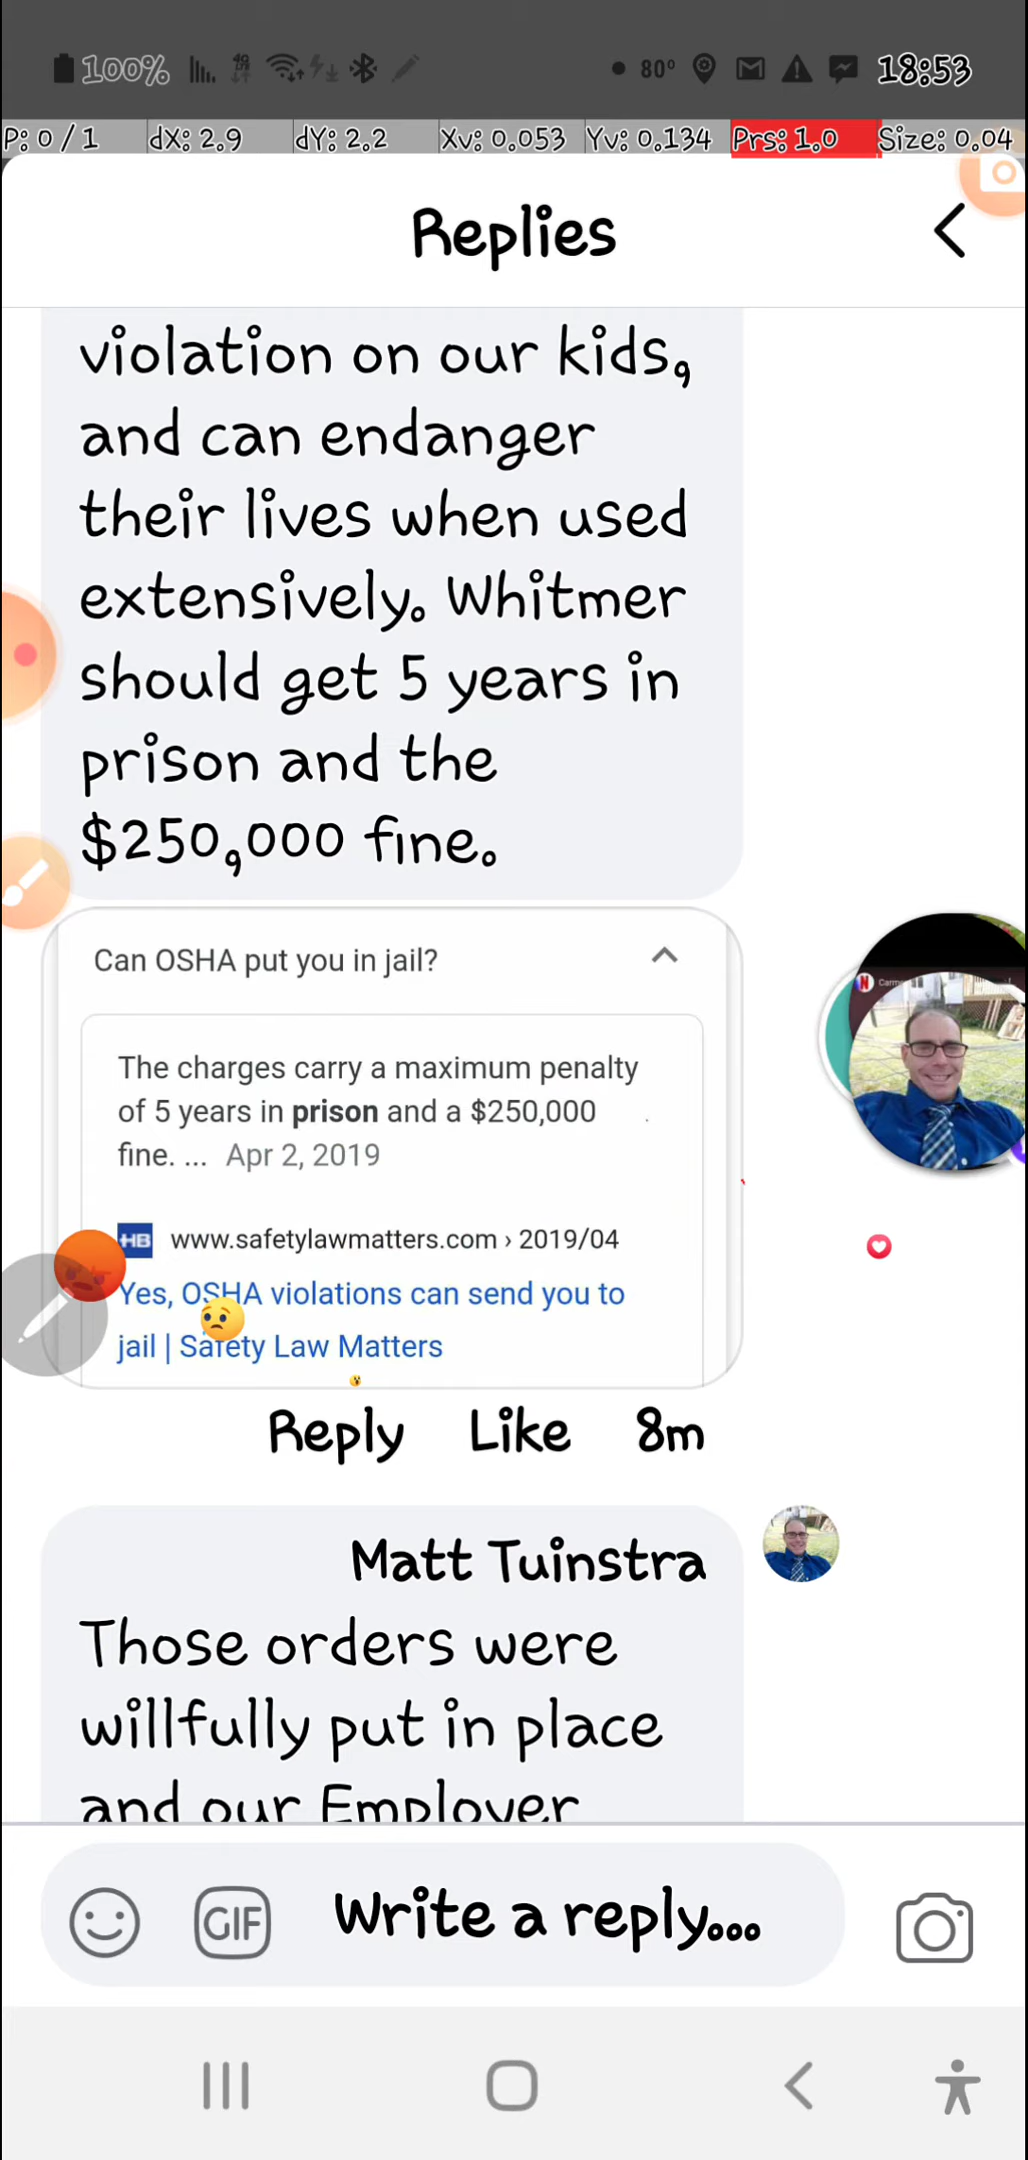 100% 4G 80° 18:53
P: 0 / 1 dX: 2.9 dY: 2.2 Xv: 0.053 Yv: 0.134 Prs: 1.0 Size: 0.04
Replies
violation on our kids,
and can endanger
their lives when used
extensively. Whitmer
should get 5 years in
prison and the
$250,000 fine.
Can OSHA put you in jail?
The charges carry a maximum penalty
of 5 years in prison and a $250,000
fine. ... Apr 2, 2019
HB www.safetylawmatters.com › 2019/04
Yes, OSHA violations can send you to
jail | Safety Law Matters
Reply Like 8m
Matt Tuinstra
Those orders were
willfully put in place
and our Employer
GIF Write a reply...